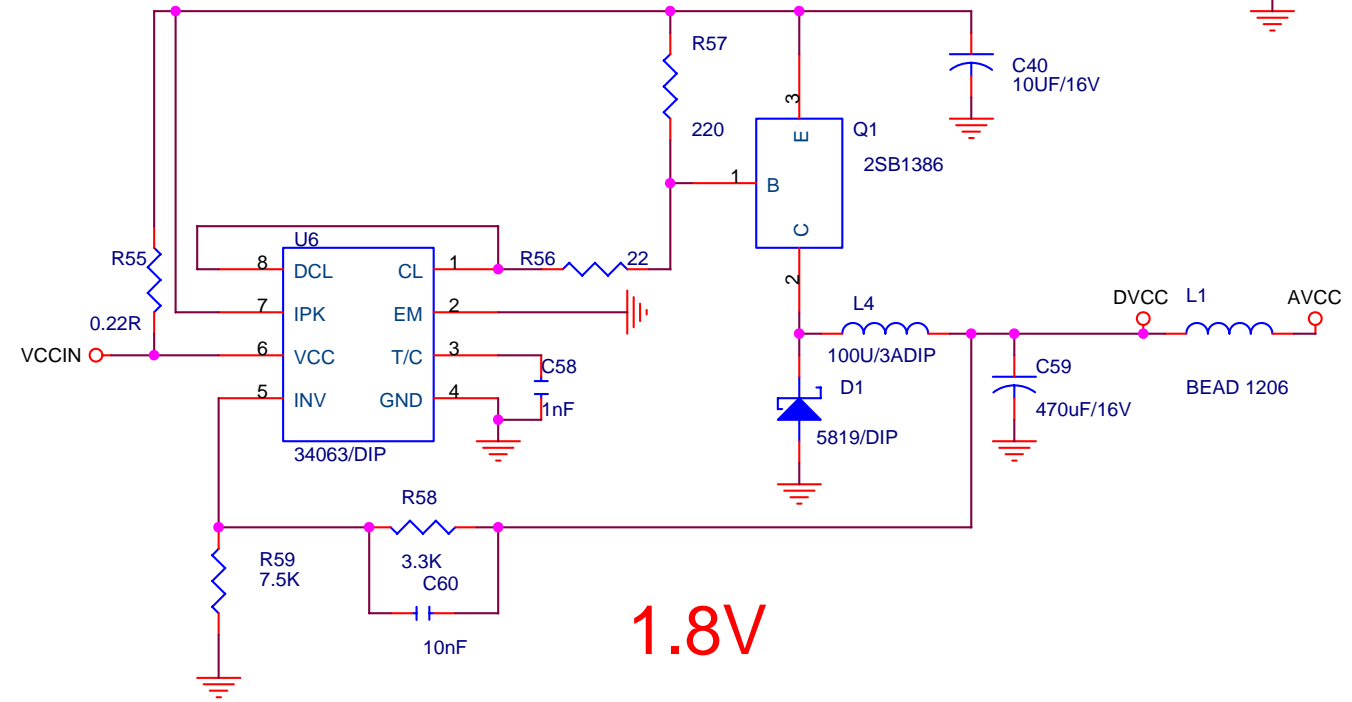 R57
220
C40
10UF/16V
3
E
Q1
2SB1386
1
B
C
2
U6
R55
0.22R
VCCIN
8 DCL CL 1
7 IPK EM 2
6 VCC T/C 3
5 INV GND 4
34063/DIP
R56
22
C58
1nF
L4
100U/3ADIP
D1
5819/DIP
DVCC
L1
AVCC
C59
470uF/16V
BEAD 1206
R58
3.3K
C60
10nF
R59
7.5K
1.8V